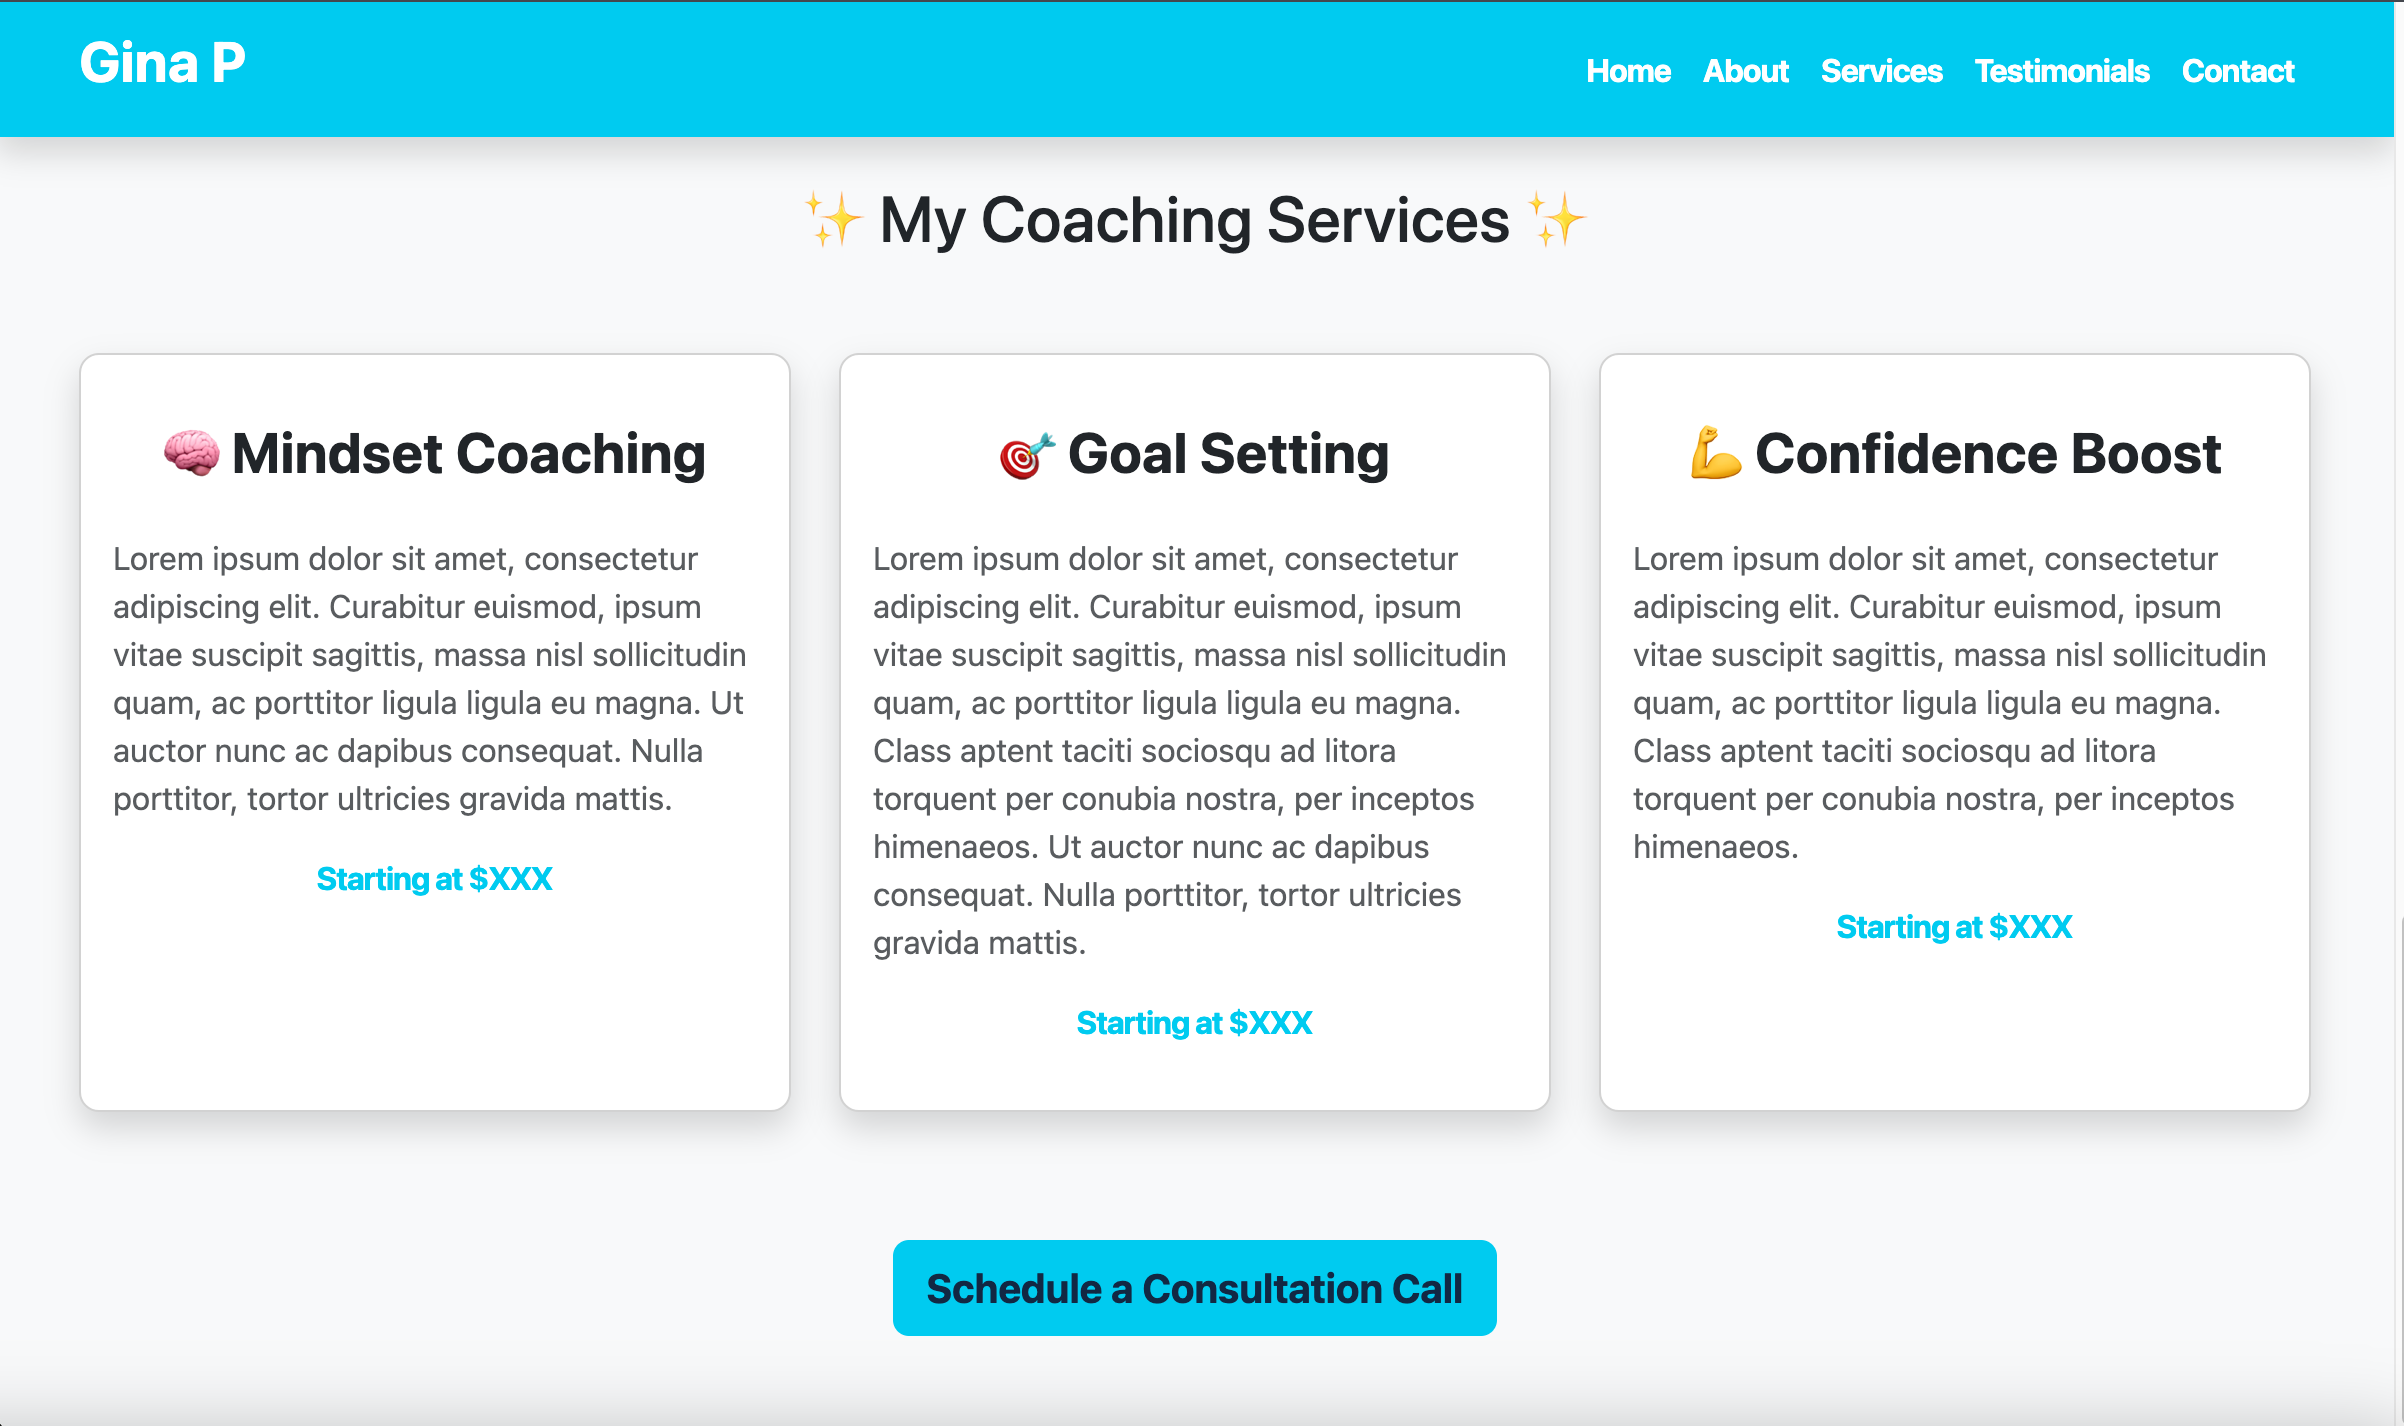 Gina P
Home About Services Testimonials Contact
✨ My Coaching Services ✨
🧠 Mindset Coaching
Lorem ipsum dolor sit amet, consectetur
adipiscing elit. Curabitur euismod, ipsum
vitae suscipit sagittis, massa nisl sollicitudin
quam, ac porttitor ligula ligula eu magna. Ut
auctor nunc ac dapibus consequat. Nulla
porttitor, tortor ultricies gravida mattis.
Starting at $XXX
🎯 Goal Setting
Lorem ipsum dolor sit amet, consectetur
adipiscing elit. Curabitur euismod, ipsum
vitae suscipit sagittis, massa nisl sollicitudin
quam, ac porttitor ligula ligula eu magna.
Class aptent taciti sociosqu ad litora
torquent per conubia nostra, per inceptos
himenaeos. Ut auctor nunc ac dapibus
consequat. Nulla porttitor, tortor ultricies
gravida mattis.
Starting at $XXX
💪 Confidence Boost
Lorem ipsum dolor sit amet, consectetur
adipiscing elit. Curabitur euismod, ipsum
vitae suscipit sagittis, massa nisl sollicitudin
quam, ac porttitor ligula ligula eu magna.
Class aptent taciti sociosqu ad litora
torquent per conubia nostra, per inceptos
himenaeos.
Starting at $XXX
Schedule a Consultation Call